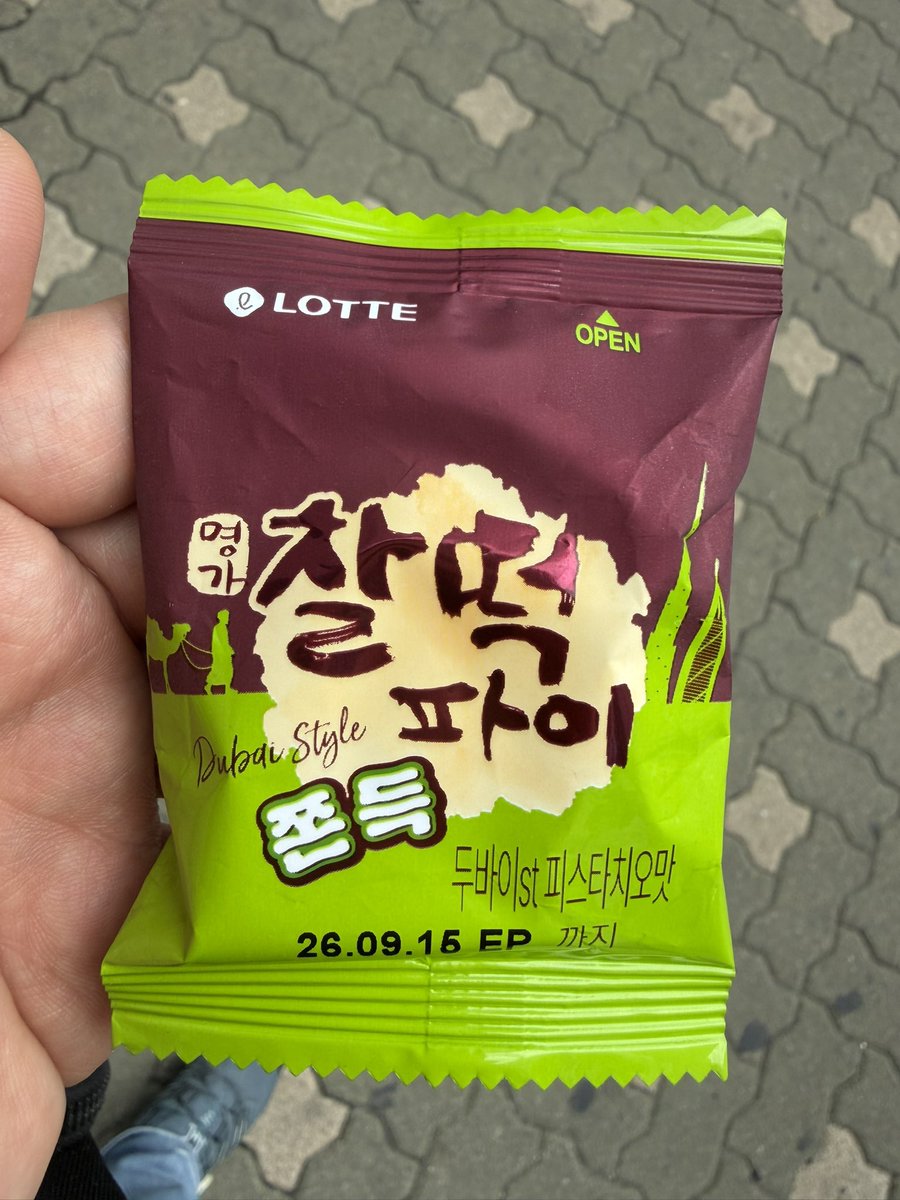 LOTTE
OPEN
명가
찰떡
파이
Dubai Style
쫀득
두바이st 피스타치오맛
26.09.15 EP 까지